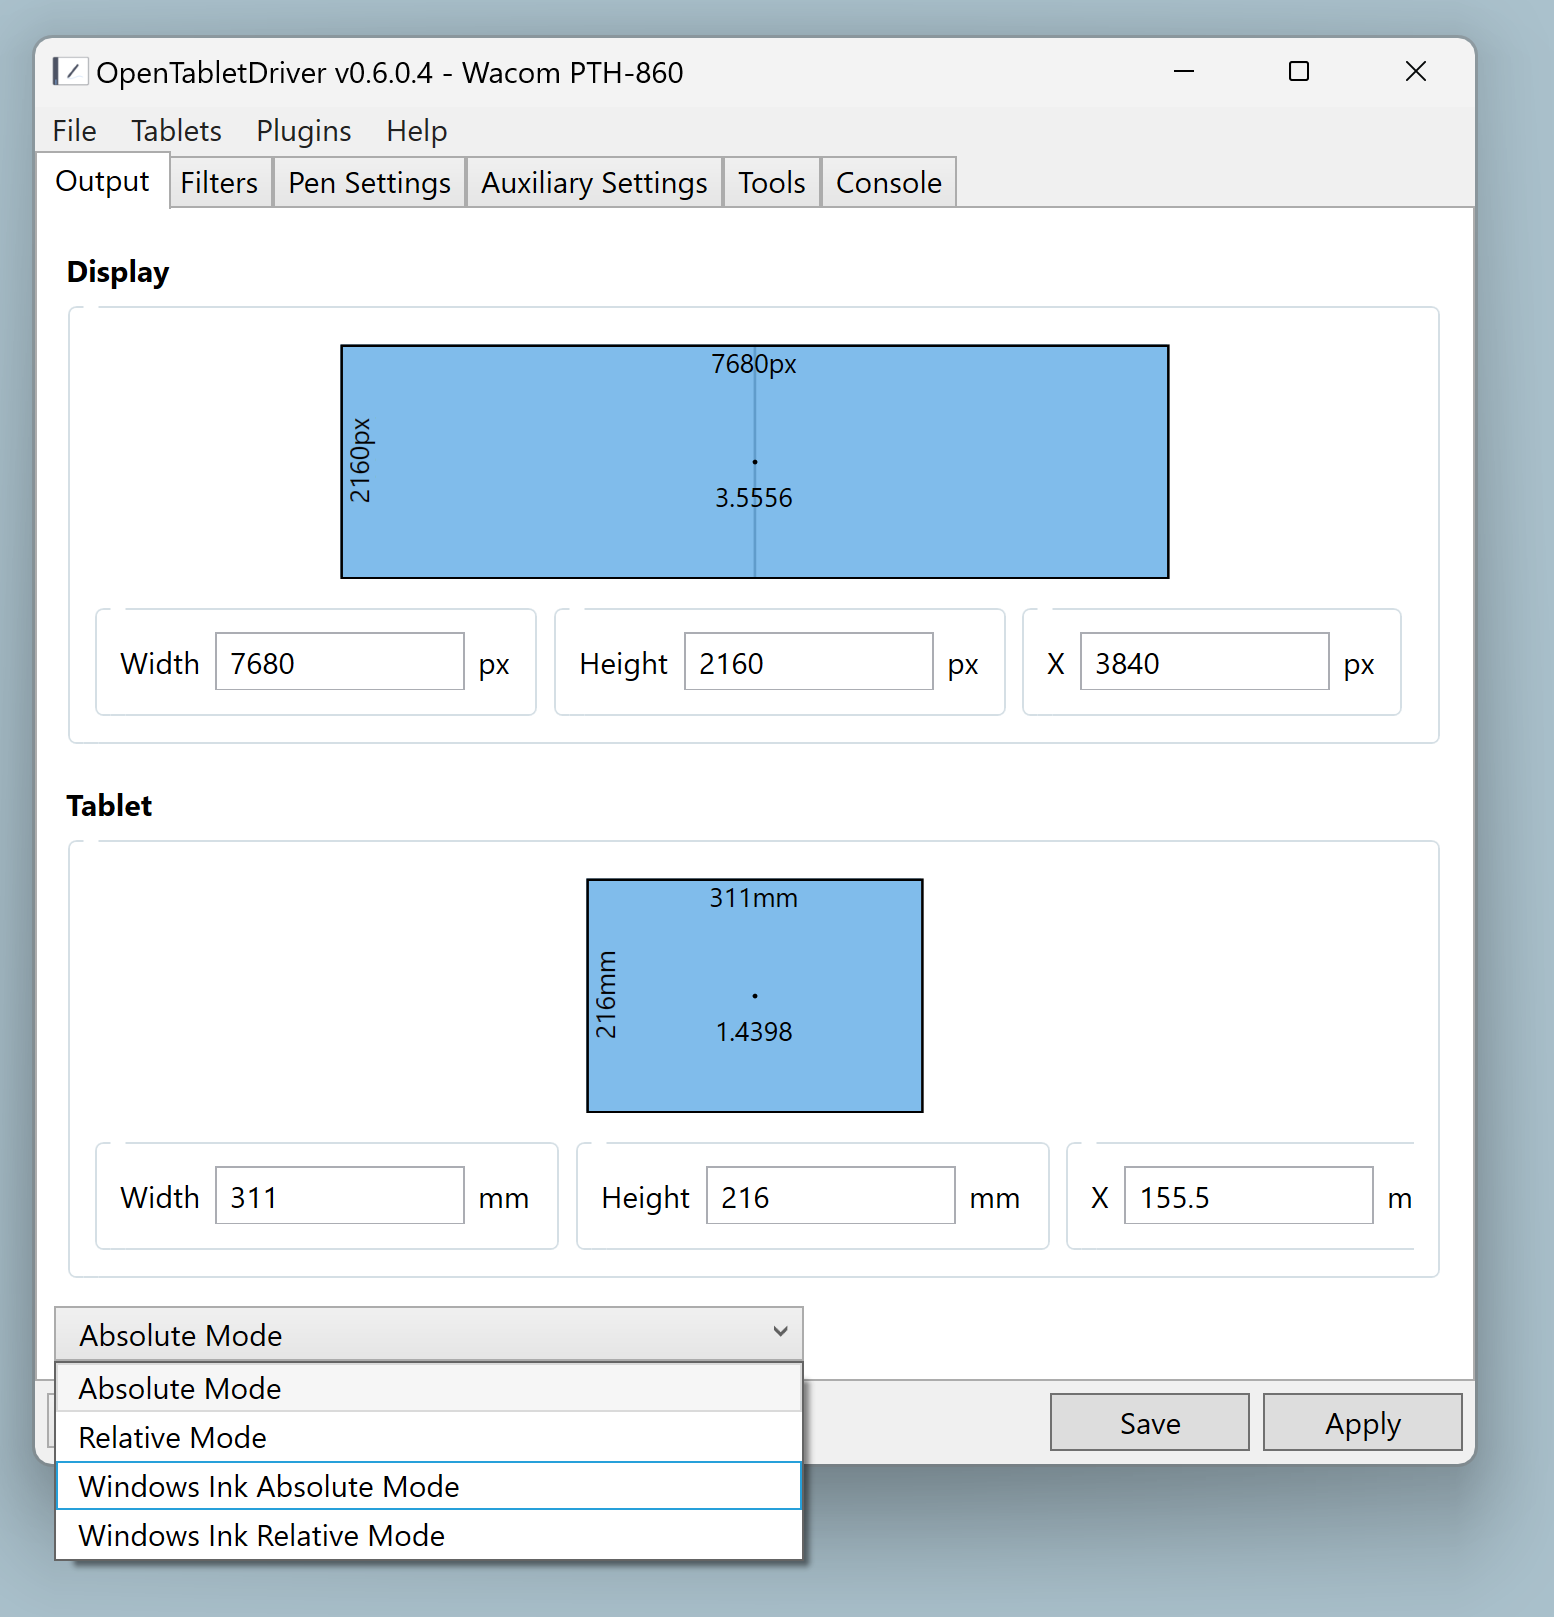 OpenTabletDriver v0.6.0.4 - Wacom PTH-860
File Tablets Plugins Help
Output Filters Pen Settings Auxiliary Settings Tools Console
Display
7680px
2160px
3.5556
Width 7680 px Height 2160 px X 3840 px
Tablet
311mm
216mm
1.4398
Width 311 mm Height 216 mm X 155.5 m
Absolute Mode
Absolute Mode
Relative Mode
Windows Ink Absolute Mode
Windows Ink Relative Mode
Save Apply